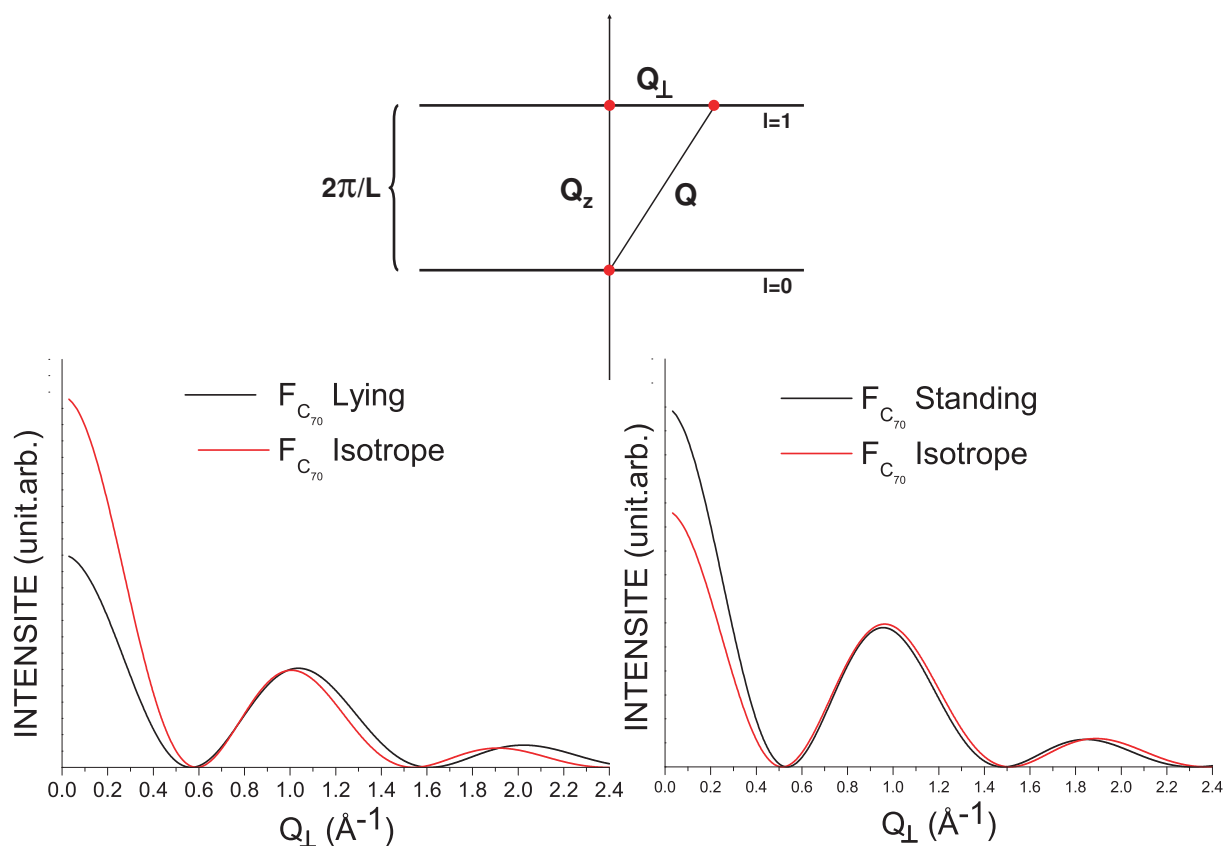 Q⊥
l=1
2π/L
Qz
Q
l=0
FC70 Lying
FC70 Isotrope
INTENSITE (unit.arb.)
0.0 0.2 0.4 0.6 0.8 1.0 1.2 1.4 1.6 1.8 2.0 2.2 2.4
Q⊥ (Å-1)
FC70 Standing
FC70 Isotrope
INTENSITE (unit.arb.)
0.0 0.2 0.4 0.6 0.8 1.0 1.2 1.4 1.6 1.8 2.0 2.2 2.4
Q⊥ (Å-1)